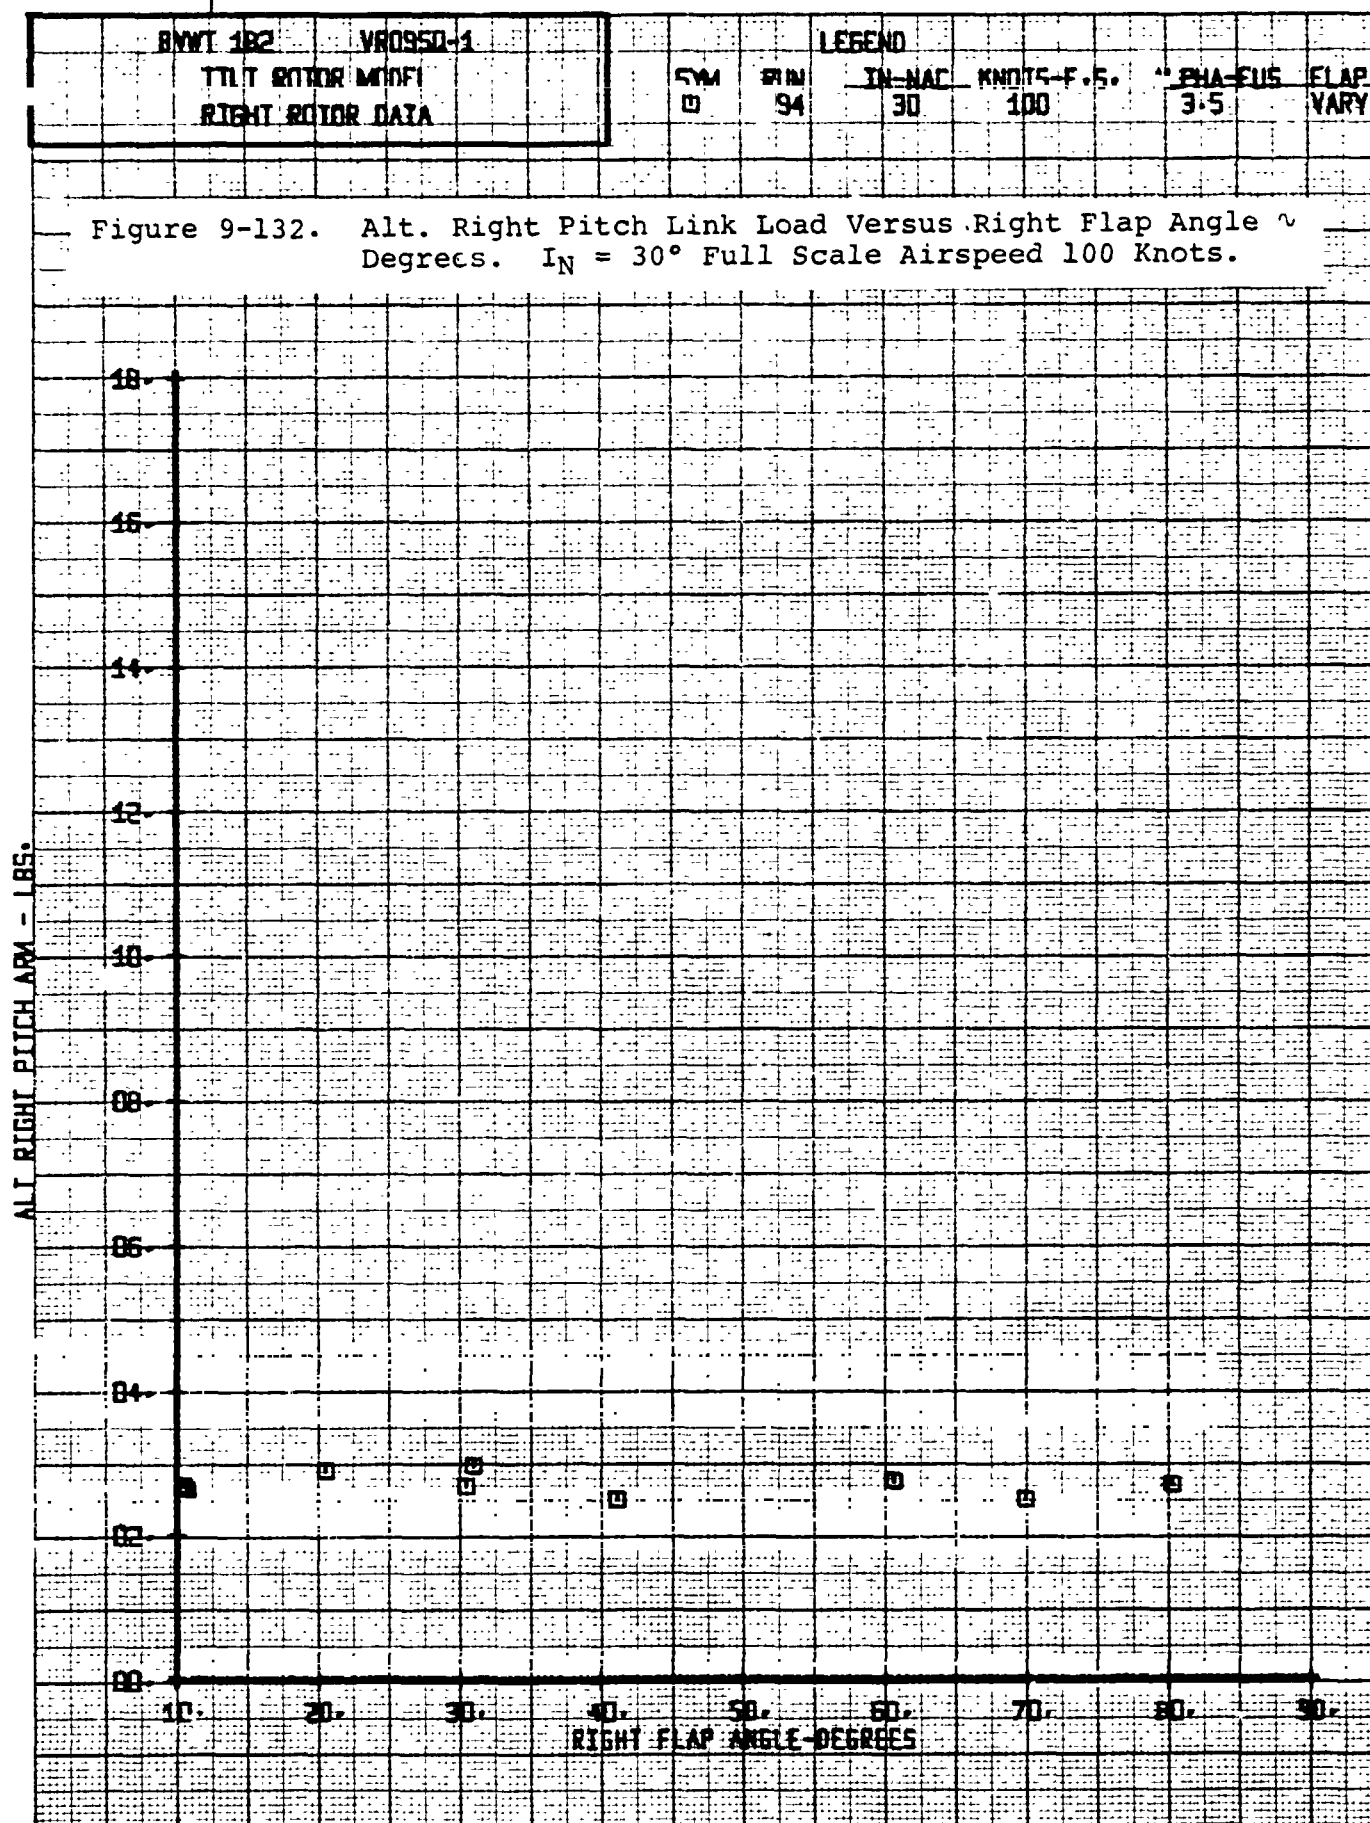 BVWT 182 VR095D-1
TILT ROTOR MODEL
RIGHT ROTOR DATA
LEGEND
SYM RUN IN-NAC KNOTS-F.S. PHA-FUS FLAP
94 30 100 3.5 VARY
Figure 9-132. Alt. Right Pitch Link Load Versus Right Flap Angle ~
Degrees. I_N = 30° Full Scale Airspeed 100 Knots.
ALT RIGHT PITCH ARM - LBS.
18.
16.
14.
12.
10.
08.
06.
04.
02.
00.
10. 20. 30. 40. 50. 60. 70. 80. 90.
RIGHT FLAP ANGLE-DEGREES